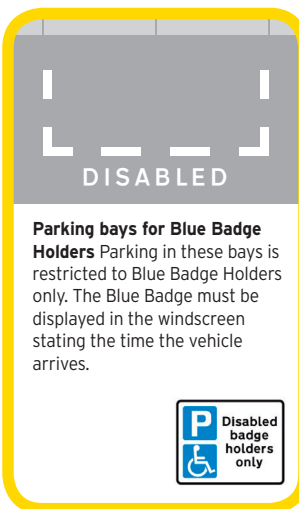 DISABLED
Parking bays for Blue Badge
Holders Parking in these bays is
restricted to Blue Badge Holders
only. The Blue Badge must be
displayed in the windscreen
stating the time the vehicle
arrives.
P Disabled
badge
holders
only